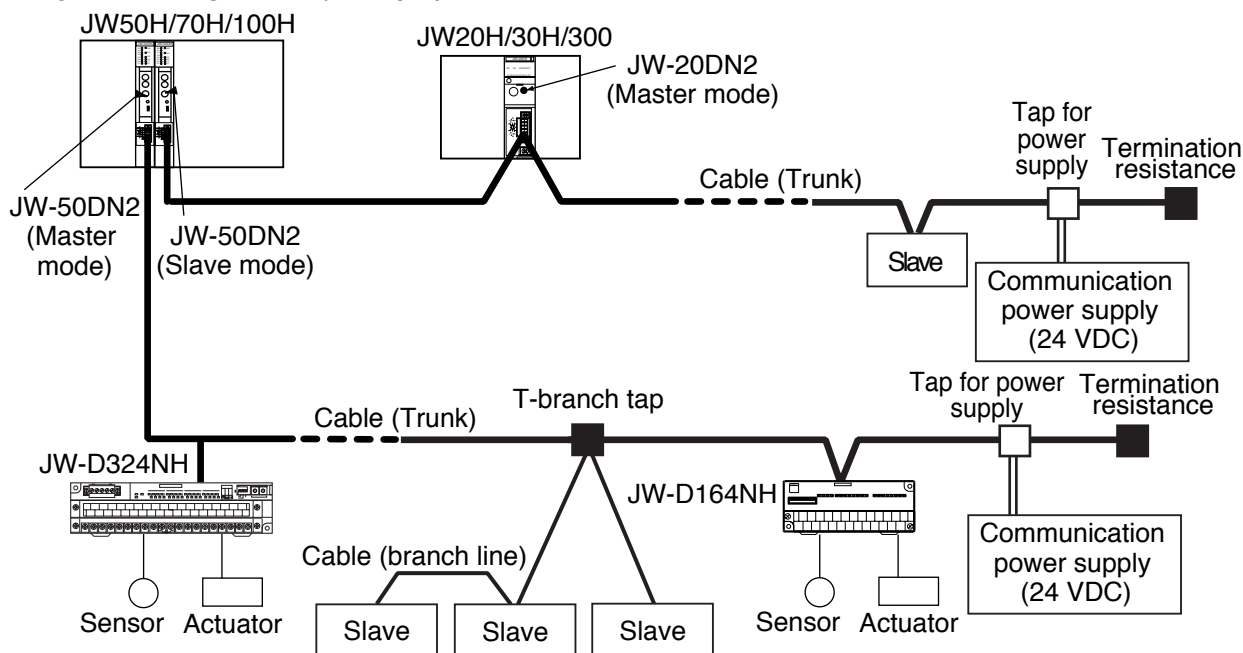 JW50H/70H/100H
JW20H/30H/300
JW-20DN2
(Master mode)
Tap for
power
supply
Termination
resistance
Cable (Trunk)
JW-50DN2
(Master
mode)
JW-50DN2
(Slave mode)
Slave
Communication
power supply
(24 VDC)
T-branch tap
Tap for power
supply
Termination
resistance
Cable (Trunk)
JW-D324NH
JW-D164NH
Cable (branch line)
Communication
power supply
(24 VDC)
Sensor
Actuator
Slave
Slave
Slave
Sensor
Actuator